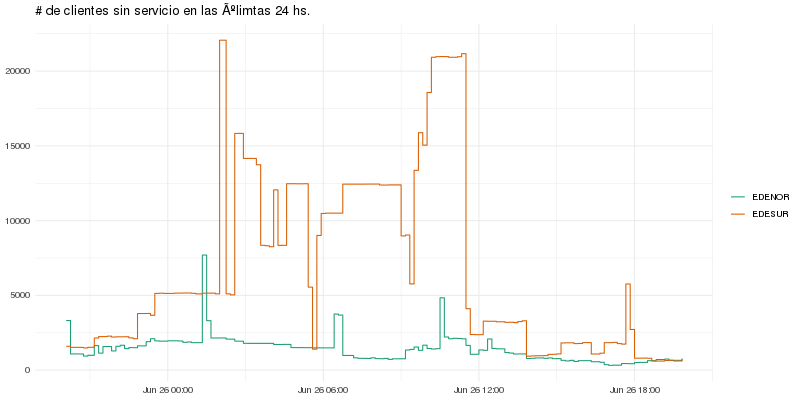 # de clientes sin servicio en las Ãºlimtas 24 hs.
20000
15000
10000
5000
0
Jun 26 00:00
Jun 26 06:00
Jun 26 12:00
Jun 26 18:00
EDENOR
EDESUR